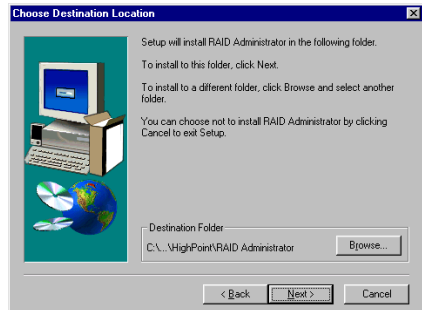 Choose Destination Location
Setup will install RAID Administrator in the following folder.
To install to this folder, click Next.
To install to a different folder, click Browse and select another
folder.
You can choose not to install RAID Administrator by clicking
Cancel to exit Setup.
Destination Folder
C:\...\HighPoint\RAID Administrator
Browse...
< Back
Next >
Cancel